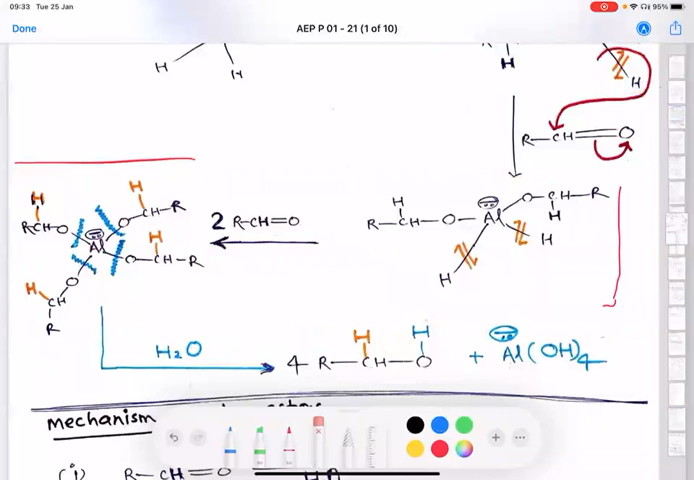 09:33 Tue 25 Jan
95%
Done
AEP P 01 - 21 (1 of 10)
H H
H
H
R—CH=O
H
R—CH—O—Al—O—CH—R
H
H
H
2 R-CH=O
H
RCHO
H
O—CH—R
Al
H
O—CH—R
O
H
CH
R
H2O
4 R—CH—O
H
H
+ Al(OH)4
mechanism
(i) R—CH=O